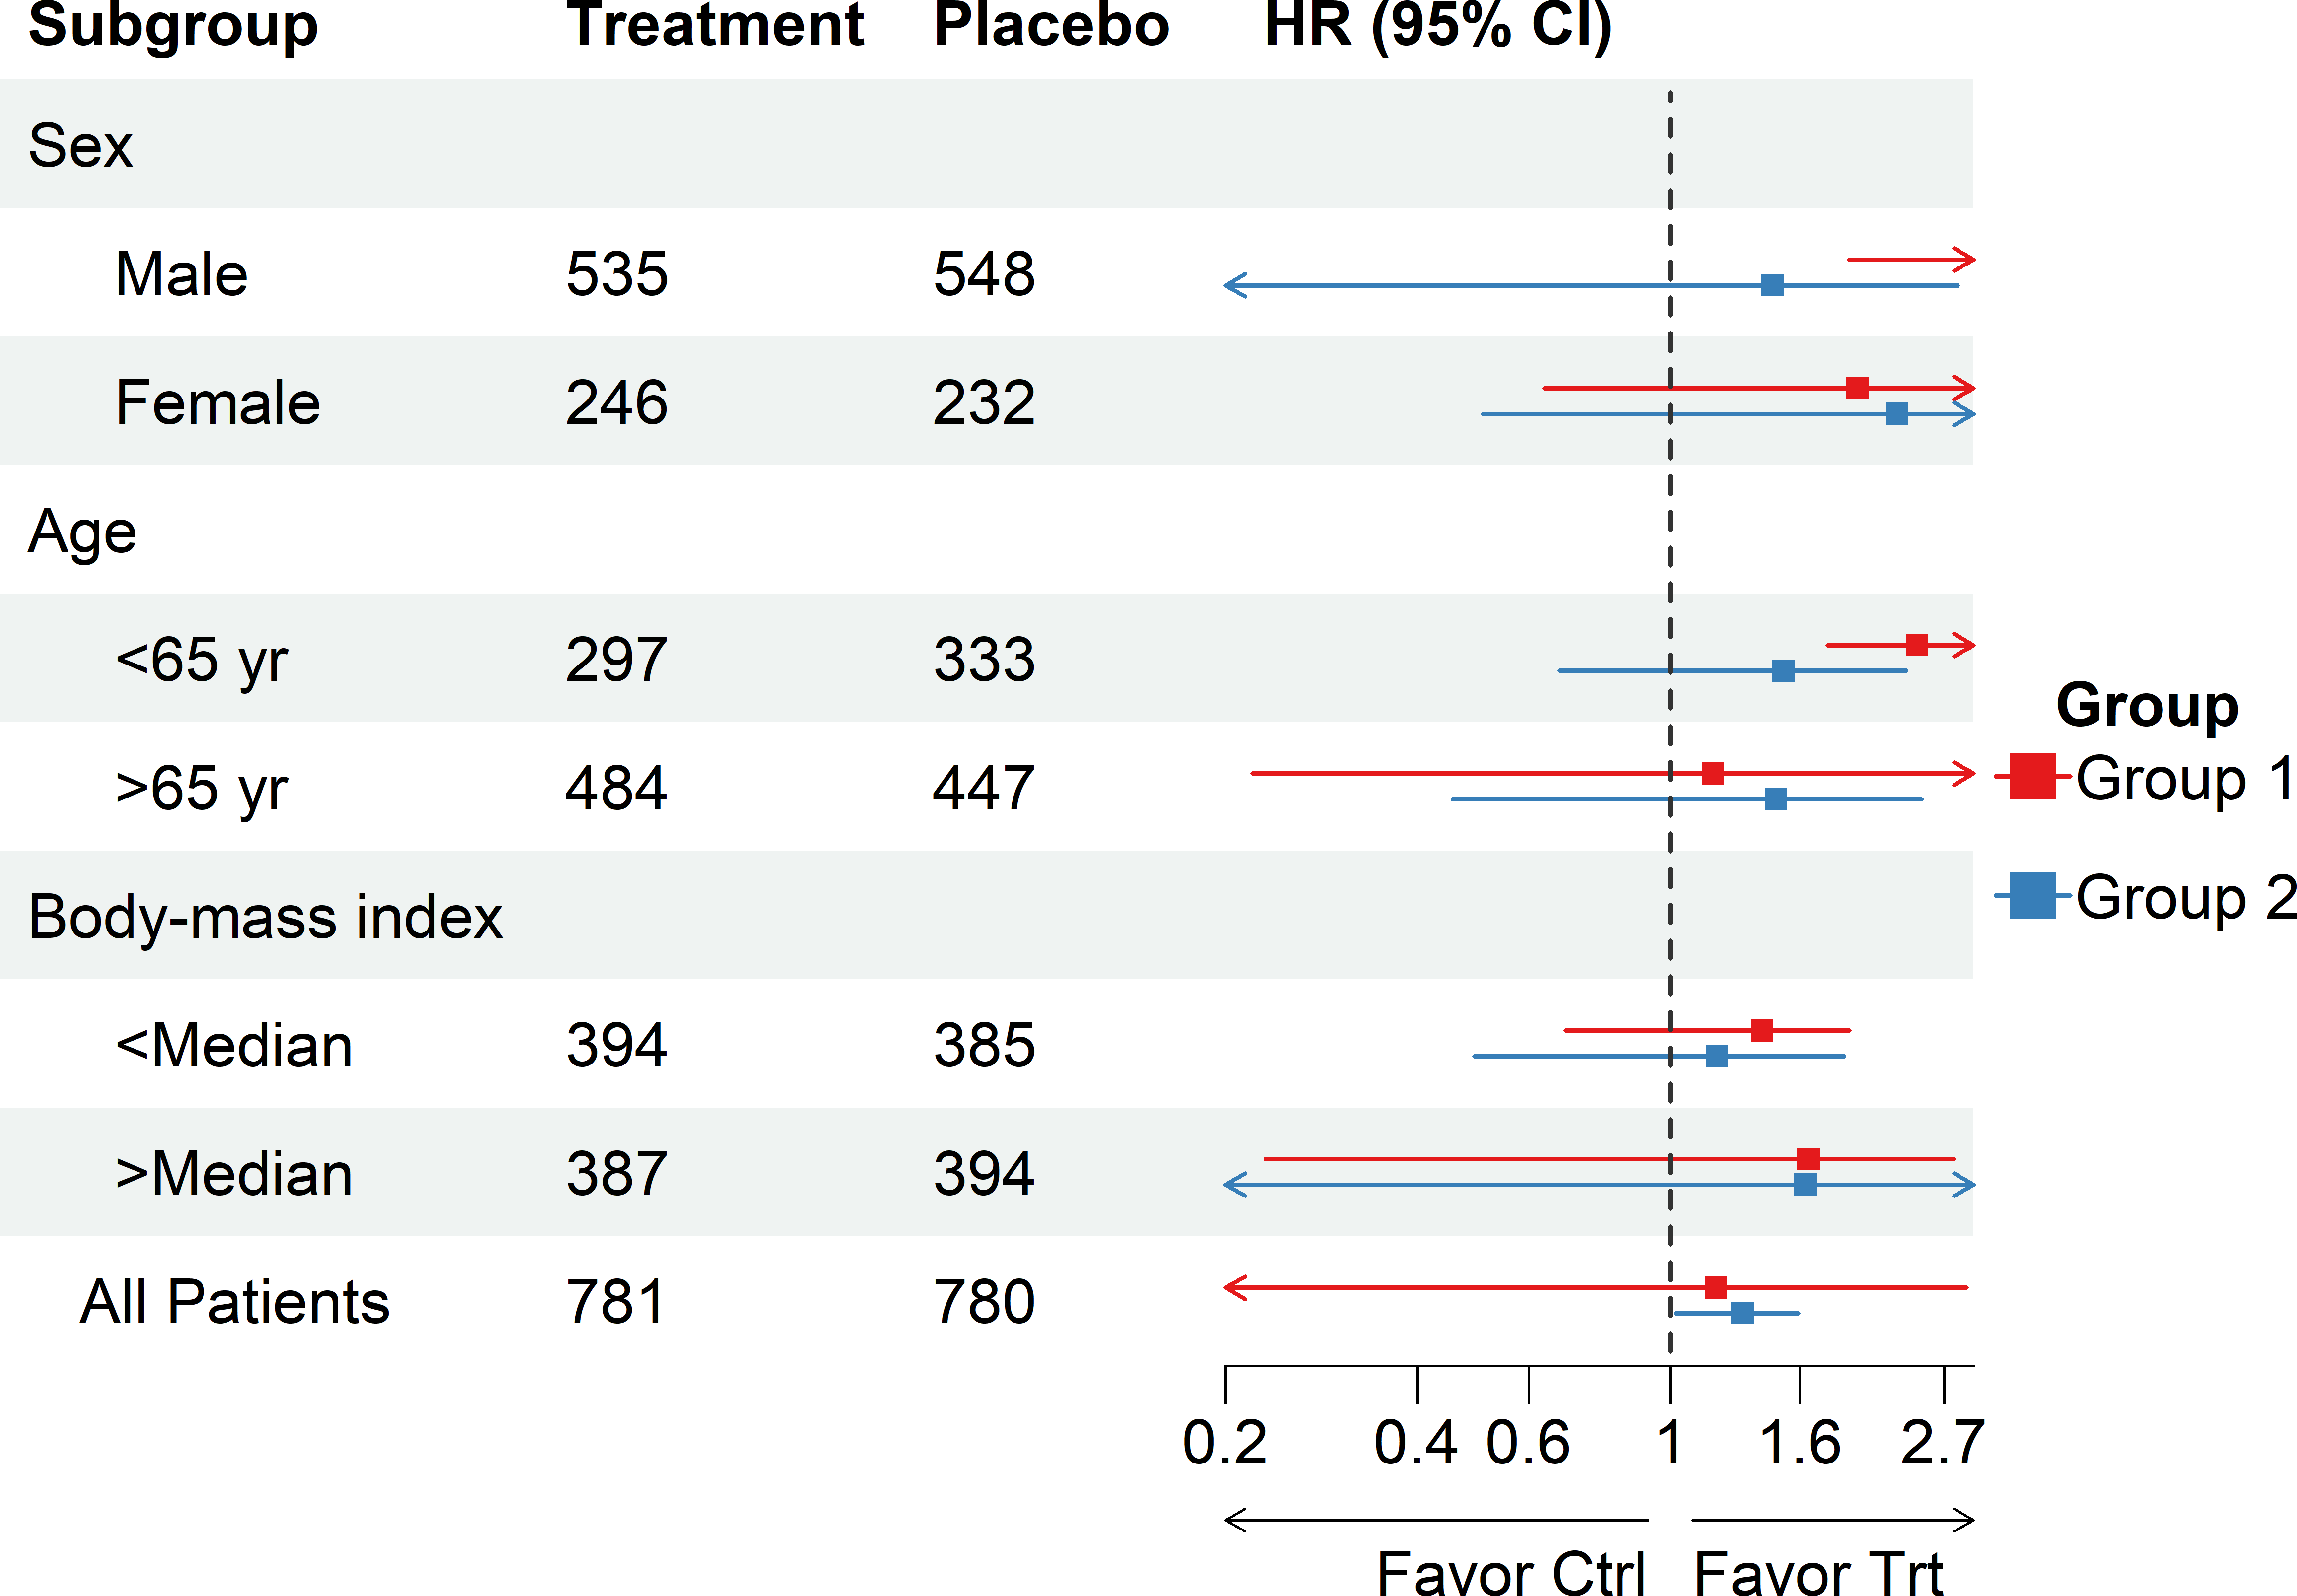 Subgroup Treatment Placebo HR (95% CI)
Sex
Male 535 548
Female 246 232
Age
<65 yr 297 333
>65 yr 484 447
Body-mass index
<Median 394 385
>Median 387 394
All Patients 781 780
0.2 0.4 0.6 1 1.6 2.7
Favor Ctrl Favor Trt
Group
Group 1
Group 2